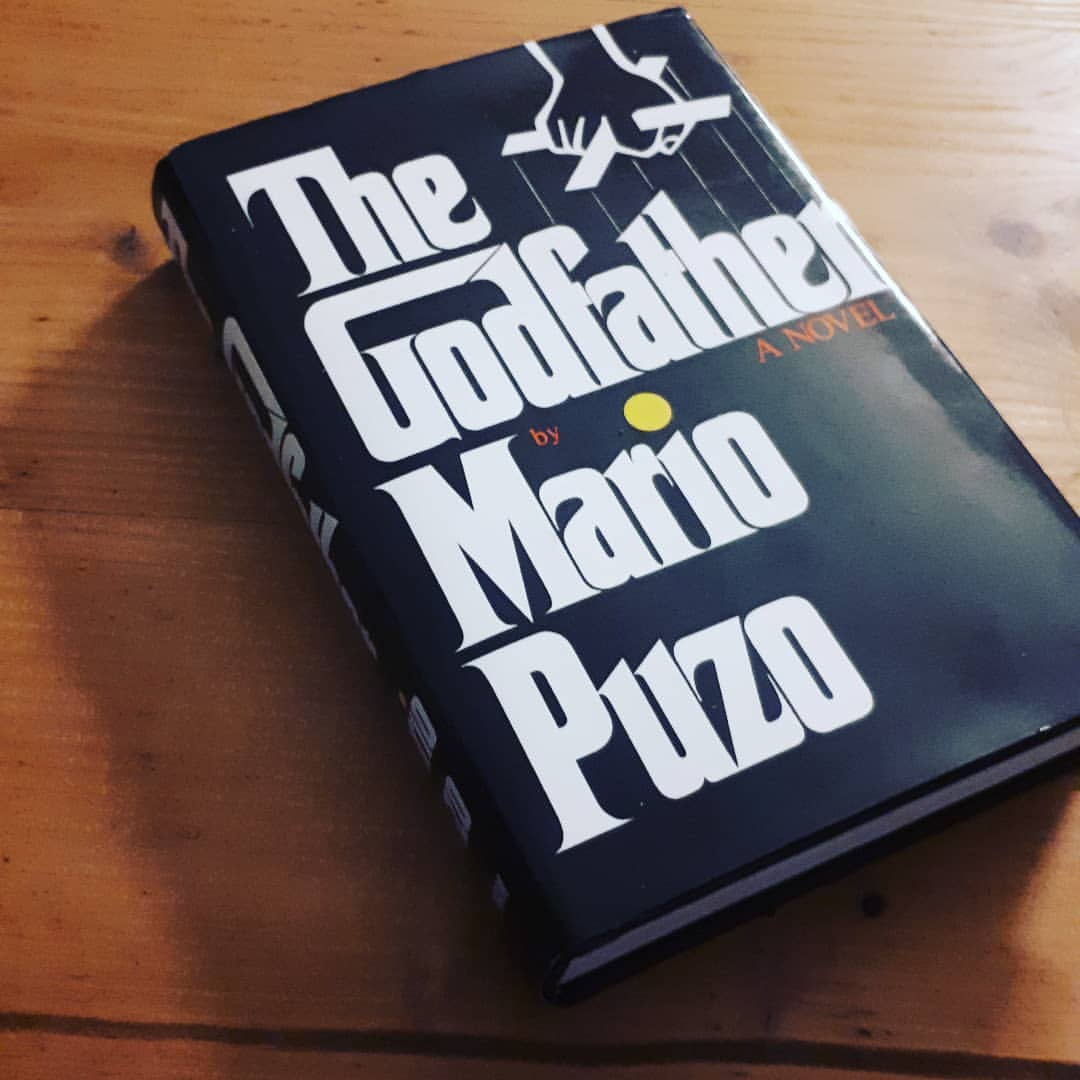 The
Godfather
A NOVEL
by
Mario
Puzo